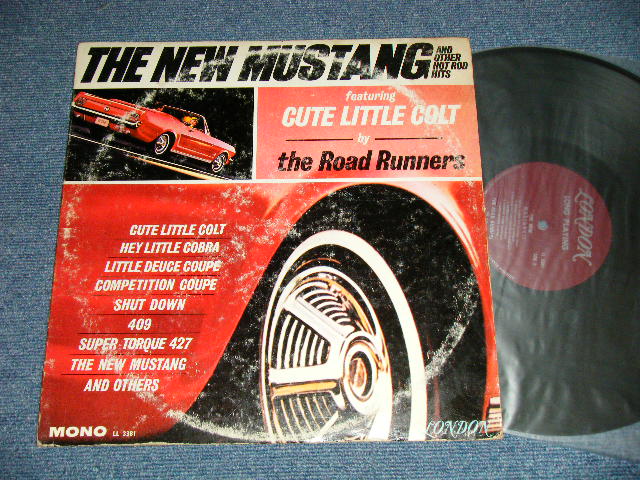 THE NEW MUSTANG
AND
OTHER
HOT ROD
HITS
featuring
CUTE LITTLE COLT
by
the Road Runners
CUTE LITTLE COLT
HEY LITTLE COBRA
LITTLE DEUCE COUPE
COMPETITION COUPE
SHUT DOWN
409
SUPER TORQUE 427
THE NEW MUSTANG
AND OTHERS
MONO LL 3381
LONDON
LONDON
LONG PLAYING